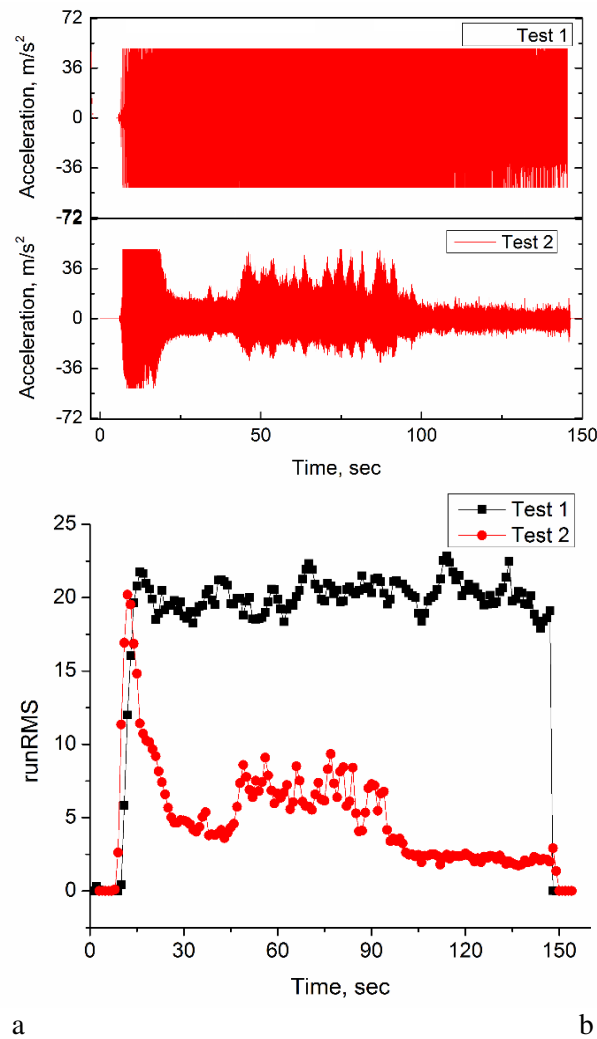 72
Test 1
36
0
-36
-72
Acceleration, m/s²
72
Test 2
36
0
-36
-72
Acceleration, m/s²
0 50 100 150
Time, sec
Test 1
Test 2
25
20
15
10
5
0
runRMS
0 30 60 90 120 150
Time, sec
a b